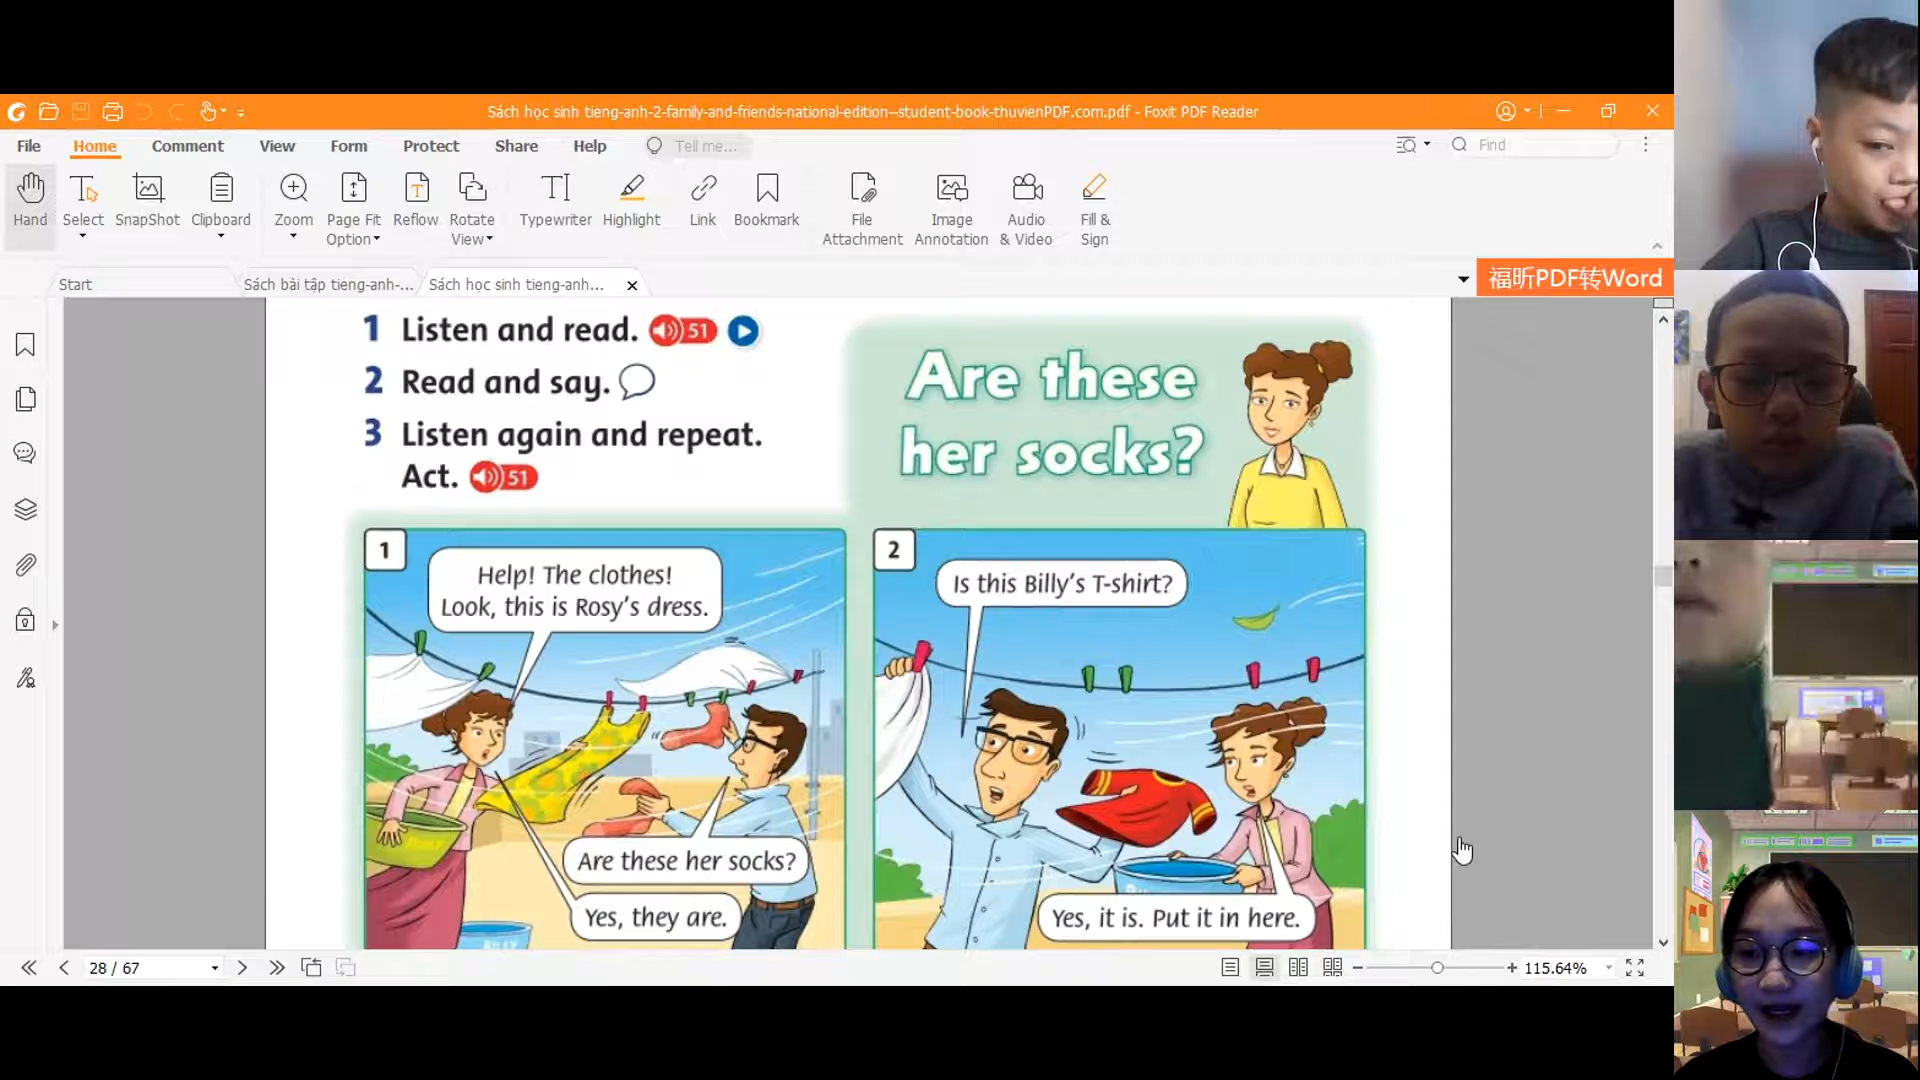 Sách học sinh tieng-anh-2-family-and-friends-national-edition--student-book-thuvienPDF.com.pdf - Foxit PDF Reader
File Home Comment View Form Protect Share Help Tell me... Find
Hand Select SnapShot Clipboard Zoom Page Fit Option Reflow Rotate View Typewriter Highlight Link Bookmark File Attachment Image Annotation Audio & Video Fill & Sign
Start Sách bài tập tieng-anh-... Sách học sinh tieng-anh... 福昕PDF转Word
1 Listen and read. 51
2 Read and say.
3 Listen again and repeat.
Act. 51
Are these
her socks?
1
Help! The clothes!
Look, this is Rosy's dress.
Are these her socks?
Yes, they are.
2
Is this Billy's T-shirt?
Yes, it is. Put it in here.
28 / 67
115.64%